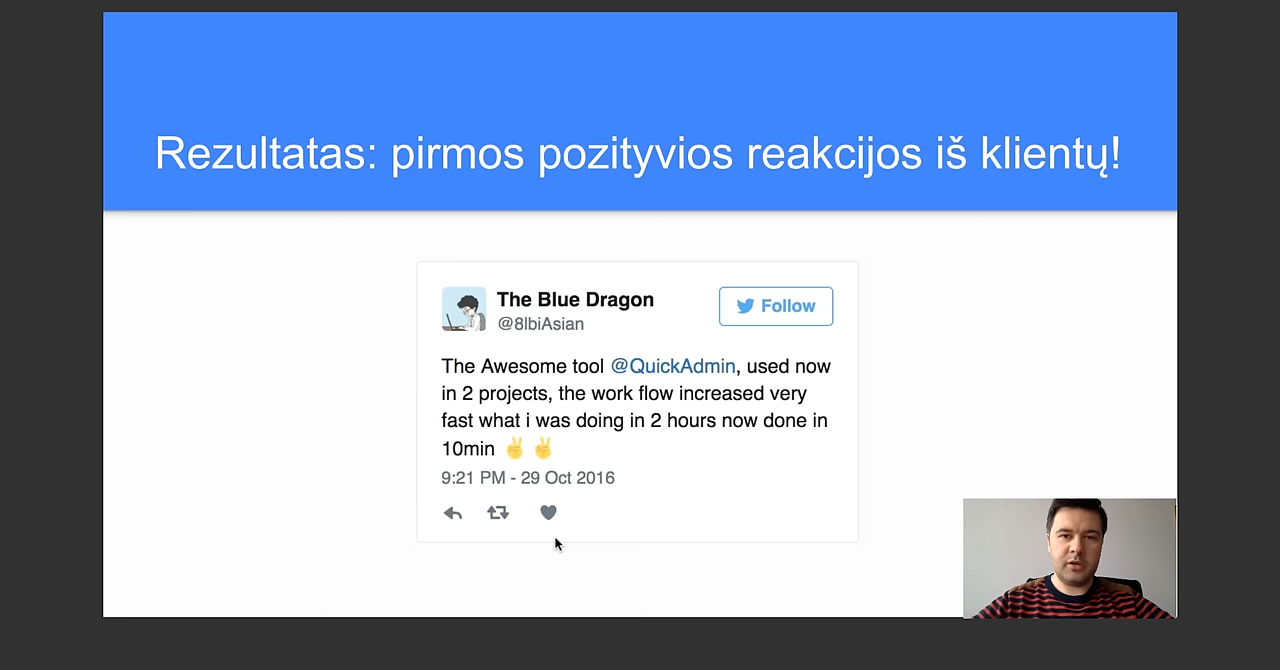 Rezultatas: pirmos pozityvios reakcijos iš klientų!
The Blue Dragon
@8lbiAsian
Follow
The Awesome tool @QuickAdmin, used now
in 2 projects, the work flow increased very
fast what i was doing in 2 hours now done in
10min ✌️ ✌️
9:21 PM - 29 Oct 2016